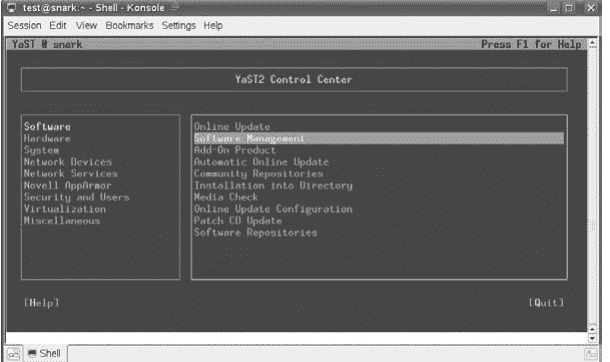 test@snark:~ - Shell - Konsole
Session Edit View Bookmarks Settings Help
YaST @ snark Press F1 for Help
YaST2 Control Center
Software
Hardware
System
Network Devices
Network Services
Novell AppArmor
Security and Users
Virtualization
Miscellaneous
Online Update
Software Management
Add-On Product
Automatic Online Update
Community Repositories
Installation into Directory
Media Check
Online Update Configuration
Patch CD Update
Software Repositories
[Help] [Quit]
Shell